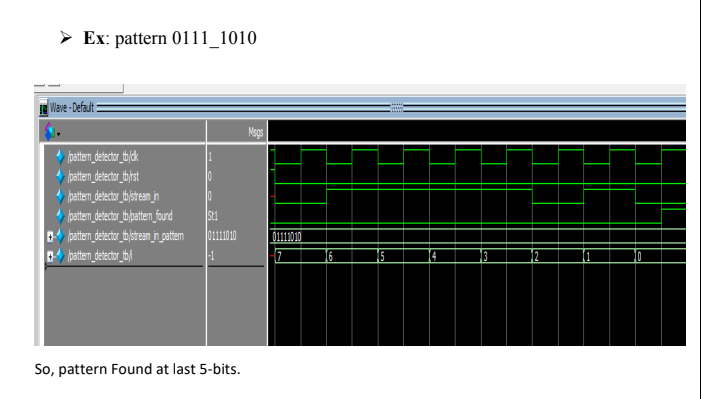 ➢ Ex: pattern 0111_1010
Wave - Default
Msgs
/pattern_detector_tb/clk 1
/pattern_detector_tb/rst 0
/pattern_detector_tb/stream_in 0
/pattern_detector_tb/pattern_found St1
/pattern_detector_tb/stream_in_pattern 01111010 01111010
/pattern_detector_tb/i -1 7 6 5 4 3 2 1 0
So, pattern Found at last 5-bits.